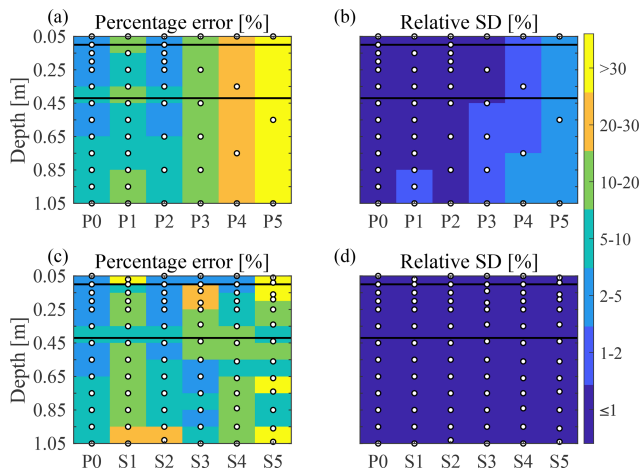 (a) Percentage error [%]
(b) Relative SD [%]
Depth [m]
0.05
0.25
0.45
0.65
0.85
1.05
P0 P1 P2 P3 P4 P5
P0 P1 P2 P3 P4 P5
(c) Percentage error [%]
(d) Relative SD [%]
Depth [m]
0.05
0.25
0.45
0.65
0.85
1.05
P0 S1 S2 S3 S4 S5
P0 S1 S2 S3 S4 S5
>30
20-30
10-20
5-10
2-5
1-2
≤1